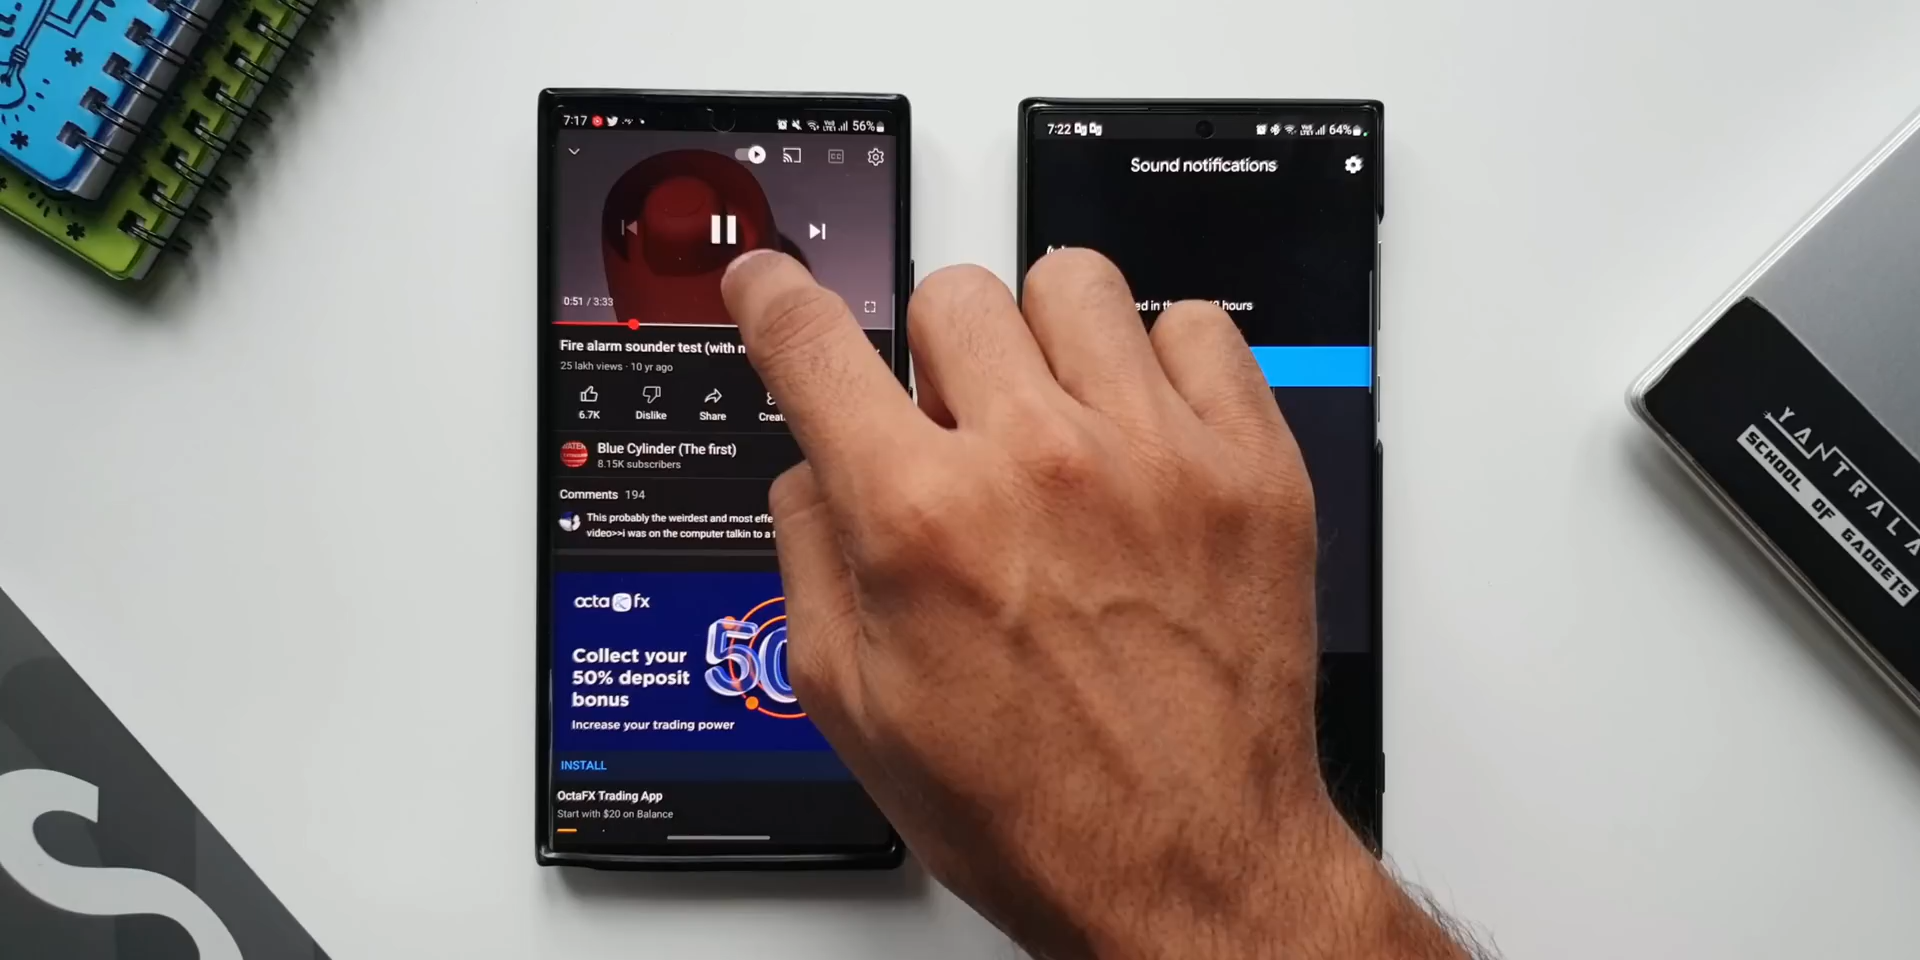 7:17
56%
0:51 / 3:33
Fire alarm sounder test (with
25 lakh views · 10 yr ago
6.7K
Dislike
Share
Blue Cylinder (The first)
8.15K subscribers
Comments 194
This probably the weirdest and most
video>>i was on the computer talkin to a
octa fx
50
Collect your
50% deposit
bonus
Increase your trading power
INSTALL
OctaFX Trading App
Start with $20 on Balance
7:22
64%
Sound notifications
in
hours
YANTRALA
SCHOOL OF GADGETS
S